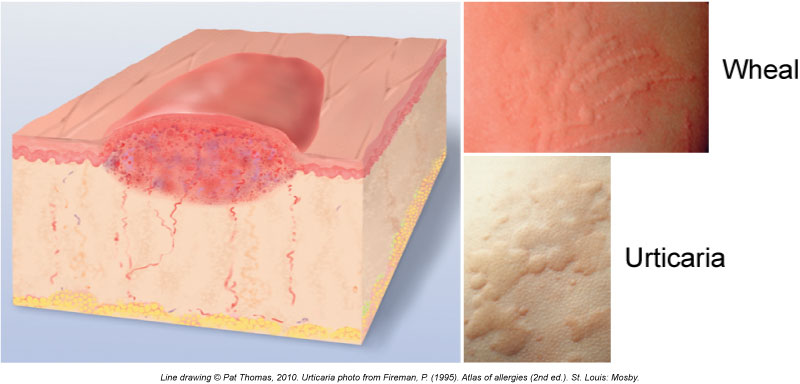 Wheal
Urticaria
Line drawing © Pat Thomas, 2010. Urticaria photo from Fireman, P. (1995). Atlas of allergies (2nd ed.). St. Louis: Mosby.